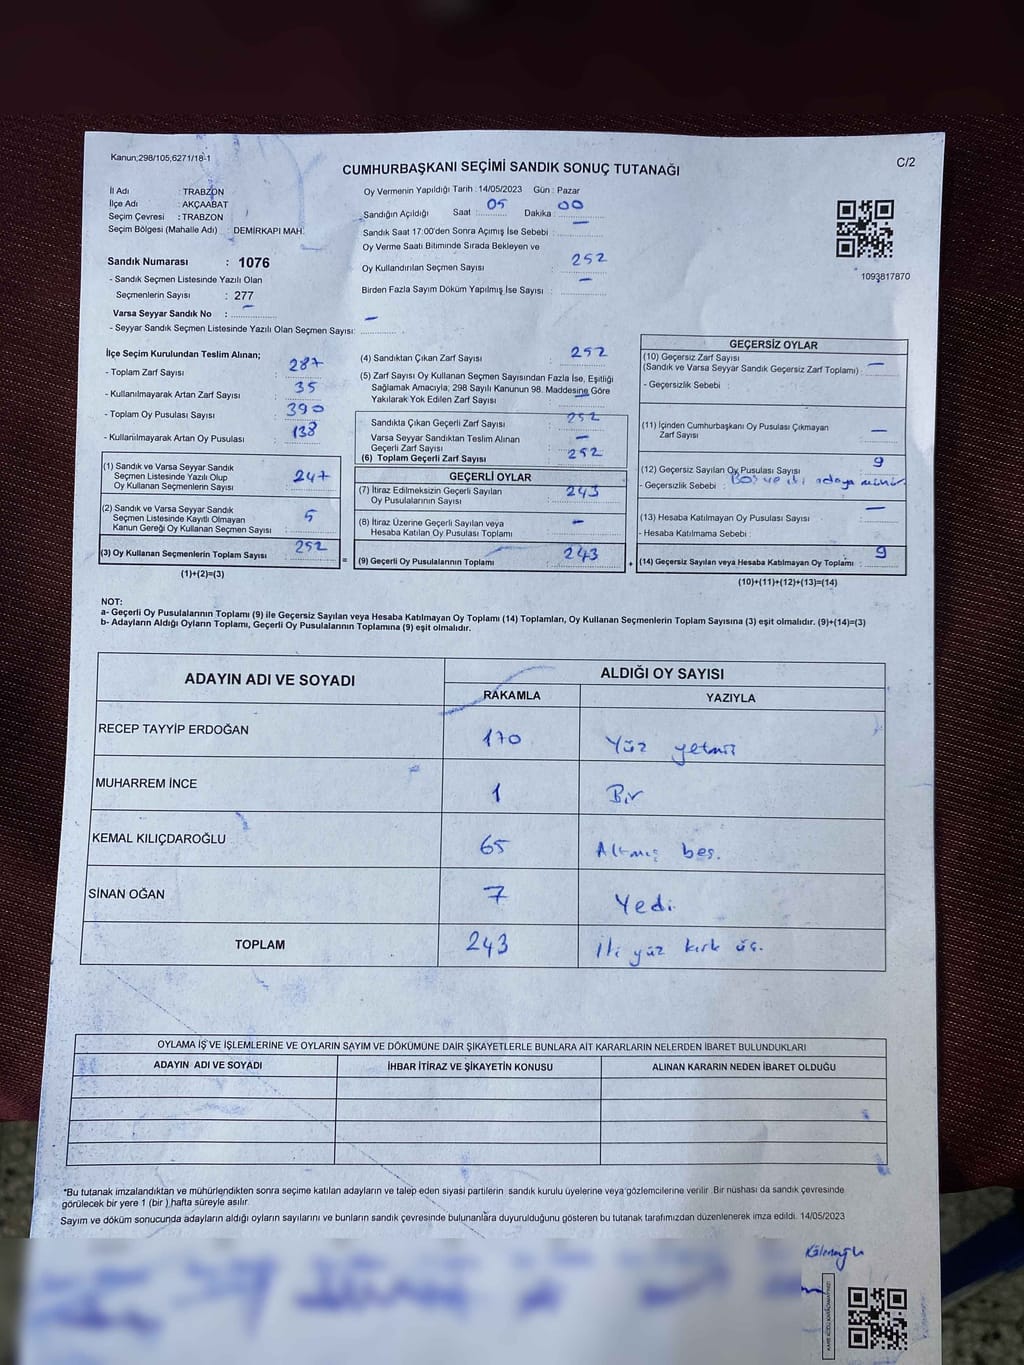 Kanun;298/105,6271/18-1
CUMHURBAŞKANI SEÇİMİ SANDIK SONUÇ TUTANAĞI
C/2
İl Adı : TRABZON
İlçe Adı : AKÇAABAT
Seçim Çevresi : TRABZON
Seçim Bölgesi (Mahalle Adı) : DEMİRKAPI MAH.
Oy Vermenin Yapıldığı Tarih : 14/05/2023 Gün : Pazar
Sandığın Açıldığı Saat : 05 Dakika : 00
Sandık Saat 17:00'den Sonra Açımış İse Sebebi : —
Oy Verme Saati Bitiminde Sırada Bekleyen ve
Oy Kullandırılan Seçmen Sayısı : 252
Birden Fazla Sayım Döküm Yapılmış İse Sayısı : —
1093817870
Sandık Numarası : 1076
- Sandık Seçmen Listesinde Yazılı Olan
Seçmenlerin Sayısı : 277
Varsa Seyyar Sandık No : —
- Seyyar Sandık Seçmen Listesinde Yazılı Olan Seçmen Sayısı: —
İlçe Seçim Kurulundan Teslim Alınan;
- Toplam Zarf Sayısı : 287
- Kullanılmayarak Artan Zarf Sayısı : 35
- Toplam Oy Pusulası Sayısı : 390
- Kullanılmayarak Artan Oy Pusulası : 138
(1) Sandık ve Varsa Seyyar Sandık
Seçmen Listesinde Yazılı Olup
Oy Kullanan Seçmenlerin Sayısı : 247
(2) Sandık ve Varsa Seyyar Sandık
Seçmen Listesinde Kayıtlı Olmayan
Kanun Gereği Oy Kullanan Seçmen Sayısı : 5
(3) Oy Kullanan Seçmenlerin Toplam Sayısı : 252 =
(1)+(2)=(3)
(4) Sandıktan Çıkan Zarf Sayısı : 252
(5) Zarf Sayısı Oy Kullanan Seçmen Sayısından Fazla İse, Eşitliği
Sağlamak Amacıyla, 298 Sayılı Kanunun 98. Maddesine Göre
Yakılarak Yok Edilen Zarf Sayısı : —
Sandıkta Çıkan Geçerli Zarf Sayısı : 252
Varsa Seyyar Sandıktan Teslim Alınan
Geçerli Zarf Sayısı : —
(6) Toplam Geçerli Zarf Sayısı : 252
GEÇERLİ OYLAR
(7) İtiraz Edilmeksizin Geçerli Sayılan
Oy Pusulalarının Sayısı : 243
(8) İtiraz Üzerine Geçerli Sayılan veya
Hesaba Katılan Oy Pusulası Toplamı : —
(9) Geçerli Oy Pusulalarının Toplamı : 243 +
GEÇERSİZ OYLAR
(10) Geçersiz Zarf Sayısı
(Sandık ve Varsa Seyyar Sandık Geçersiz Zarf Toplamı) : —
- Geçersizlik Sebebi :
(11) İçinden Cumhurbaşkanı Oy Pusulası Çıkmayan
Zarf Sayısı : —
(12) Geçersiz Sayılan Oy Pusulası Sayısı : 9
- Geçersizlik Sebebi : Boş ve iki adaya
(13) Hesaba Katılmayan Oy Pusulası Sayısı : —
- Hesaba Katılmama Sebebi :
(14) Geçersiz Sayılan veya Hesaba Katılmayan Oy Toplamı : 9
(10)+(11)+(12)+(13)=(14)
NOT:
a- Geçerli Oy Pusulalarının Toplamı (9) ile Geçersiz Sayılan veya Hesaba Katılmayan Oy Toplamı (14) Toplamları, Oy Kullanan Seçmenlerin Toplam Sayısına (3) eşit olmalıdır. (9)+(14)=(3)
b- Adayların Aldığı Oyların Toplamı, Geçerli Oy Pusulalarının Toplamına (9) eşit olmalıdır.
ADAYIN ADI VE SOYADI
ALDIĞI OY SAYISI
RAKAMLA YAZIYLA
RECEP TAYYİP ERDOĞAN 170 Yüz yetmiş
MUHARREM İNCE 1 Bir
KEMAL KILIÇDAROĞLU 65 Altmış beş.
SİNAN OĞAN 7 Yedi
TOPLAM 243 İki yüz kırk üç.
OYLAMA İŞ VE İŞLEMLERİNE VE OYLARIN SAYIM VE DÖKÜMÜNE DAİR ŞİKAYETLERLE BUNLARA AİT KARARLARIN NELERDEN İBARET BULUNDUKLARI
ADAYIN ADI VE SOYADI İHBAR İTİRAZ VE ŞİKAYETİN KONUSU ALINAN KARARIN NEDEN İBARET OLDUĞU
"Bu tutanak imzalandıktan ve mühürlendikten sonra seçime katılan adayların ve talep eden siyasi partilerin sandık kurulu üyelerine veya gözlemcilerine verilir .Bir nüshası da sandık çevresinde
görülecek bir yere 1 (bir ) hafta süreyle asılır.
Sayım ve döküm sonucunda adayların aldığı oyların sayılarını ve bunların sandık çevresinde bulunanlara duyurulduğunu gösteren bu tutanak tarafımızdan düzenlenerek imza edildi. 14/05/2023